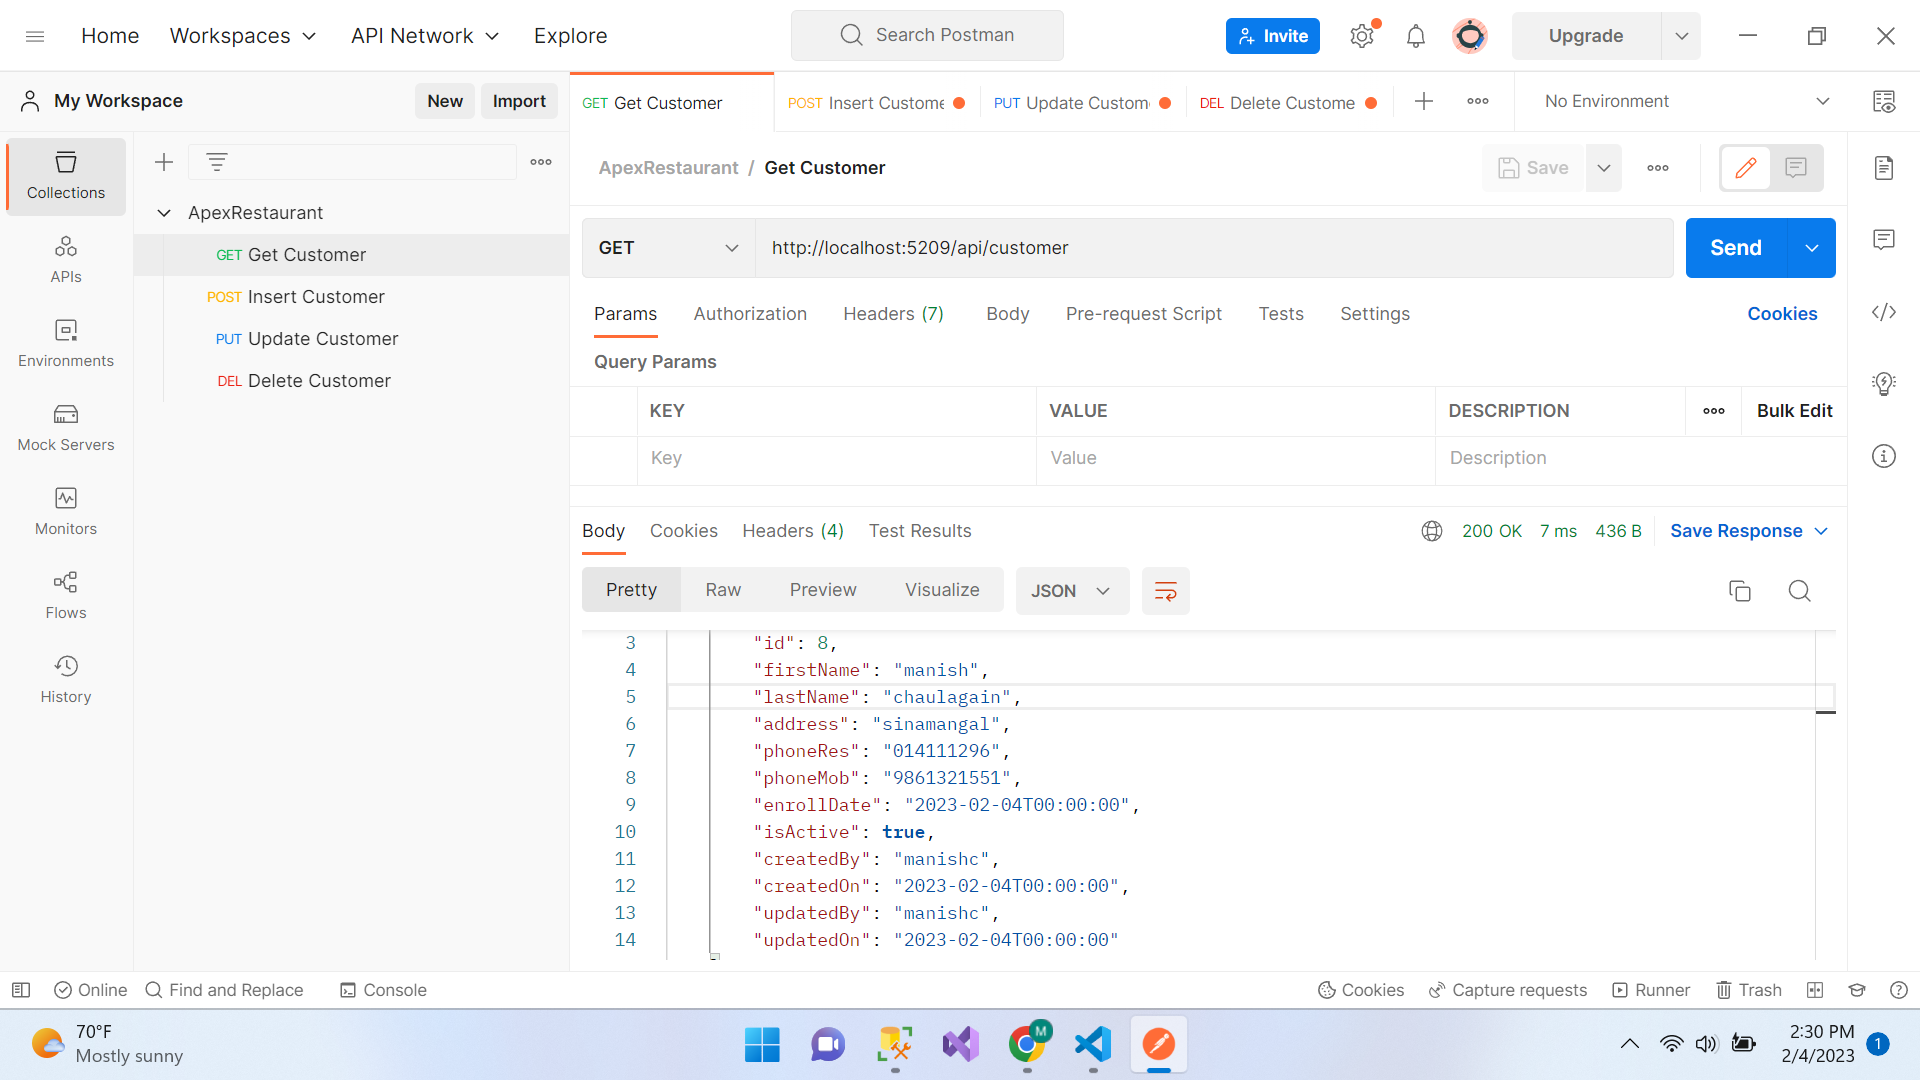 Home Workspaces API Network Explore Search Postman Invite Upgrade
My Workspace New Import GET Get Customer POST Insert Custome PUT Update Custom DEL Delete Custome No Environment
Collections
APIs
Environments
Mock Servers
Monitors
Flows
History
ApexRestaurant
GET Get Customer
POST Insert Customer
PUT Update Customer
DEL Delete Customer
ApexRestaurant / Get Customer Save
GET http://localhost:5209/api/customer Send
Params Authorization Headers (7) Body Pre-request Script Tests Settings Cookies
Query Params
KEY VALUE DESCRIPTION Bulk Edit
Key Value Description
Body Cookies Headers (4) Test Results 200 OK 7 ms 436 B Save Response
Pretty Raw Preview Visualize JSON
3 "id": 8,
4 "firstName": "manish",
5 "lastName": "chaulagain",
6 "address": "sinamangal",
7 "phoneRes": "014111296",
8 "phoneMob": "9861321551",
9 "enrollDate": "2023-02-04T00:00:00",
10 "isActive": true,
11 "createdBy": "manishc",
12 "createdOn": "2023-02-04T00:00:00",
13 "updatedBy": "manishc",
14 "updatedOn": "2023-02-04T00:00:00"
Online Find and Replace Console Cookies Capture requests Runner Trash
70°F
Mostly sunny
M
2:30 PM
2/4/2023
1